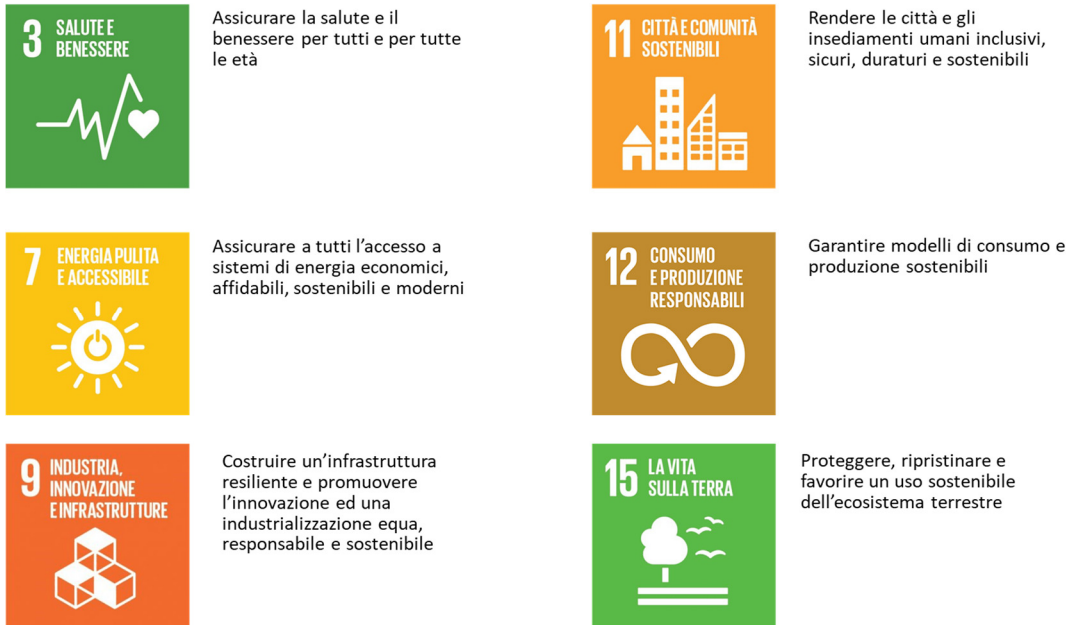 3 SALUTE E
BENESSERE
Assicurare la salute e il
benessere per tutti e per tutte
le età
7 ENERGIA PULITA
E ACCESSIBILE
Assicurare a tutti l’accesso a
sistemi di energia economici,
affidabili, sostenibili e moderni
9 INDUSTRIA,
INNOVAZIONE
E INFRASTRUTTURE
Costruire un’infrastruttura
resiliente e promuovere
l’innovazione ed una
industrializzazione equa,
responsabile e sostenibile
11 CITTÀ E COMUNITÀ
SOSTENIBILI
Rendere le città e gli
insediamenti umani inclusivi,
sicuri, duraturi e sostenibili
12 CONSUMO
E PRODUZIONE
RESPONSABILI
Garantire modelli di consumo e
produzione sostenibili
15 LA VITA
SULLA TERRA
Proteggere, ripristinare e
favorire un uso sostenibile
dell’ecosistema terrestre